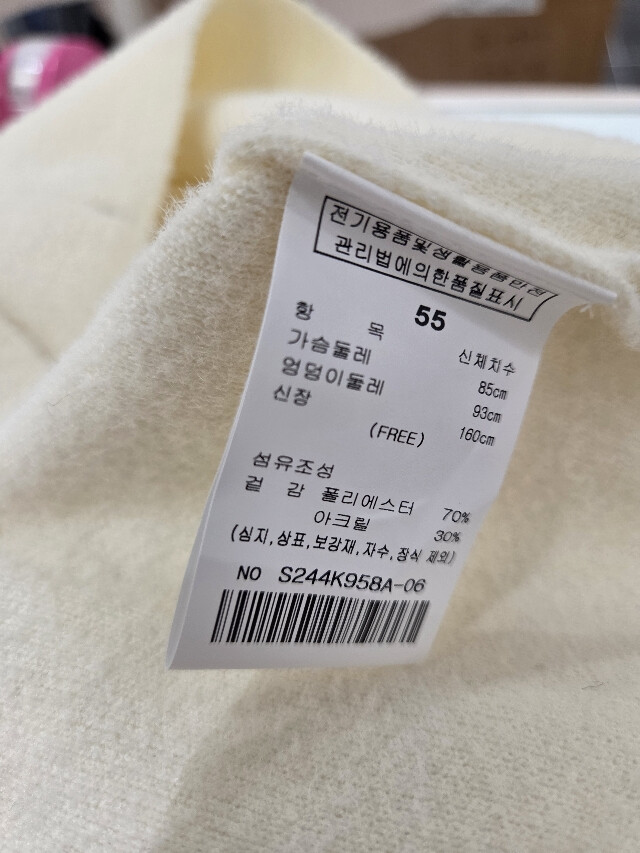 전기용품및생활용품안전
관리법에의한품질표시
55
항 목 신체치수
가슴둘레 85cm
엉덩이둘레 93cm
신장 160cm
(FREE)
섬유조성
겉 감 폴리에스터 70%
아크릴 30%
(심지,상표,보강재,자수,장식 제외)
NO S244K958A-06